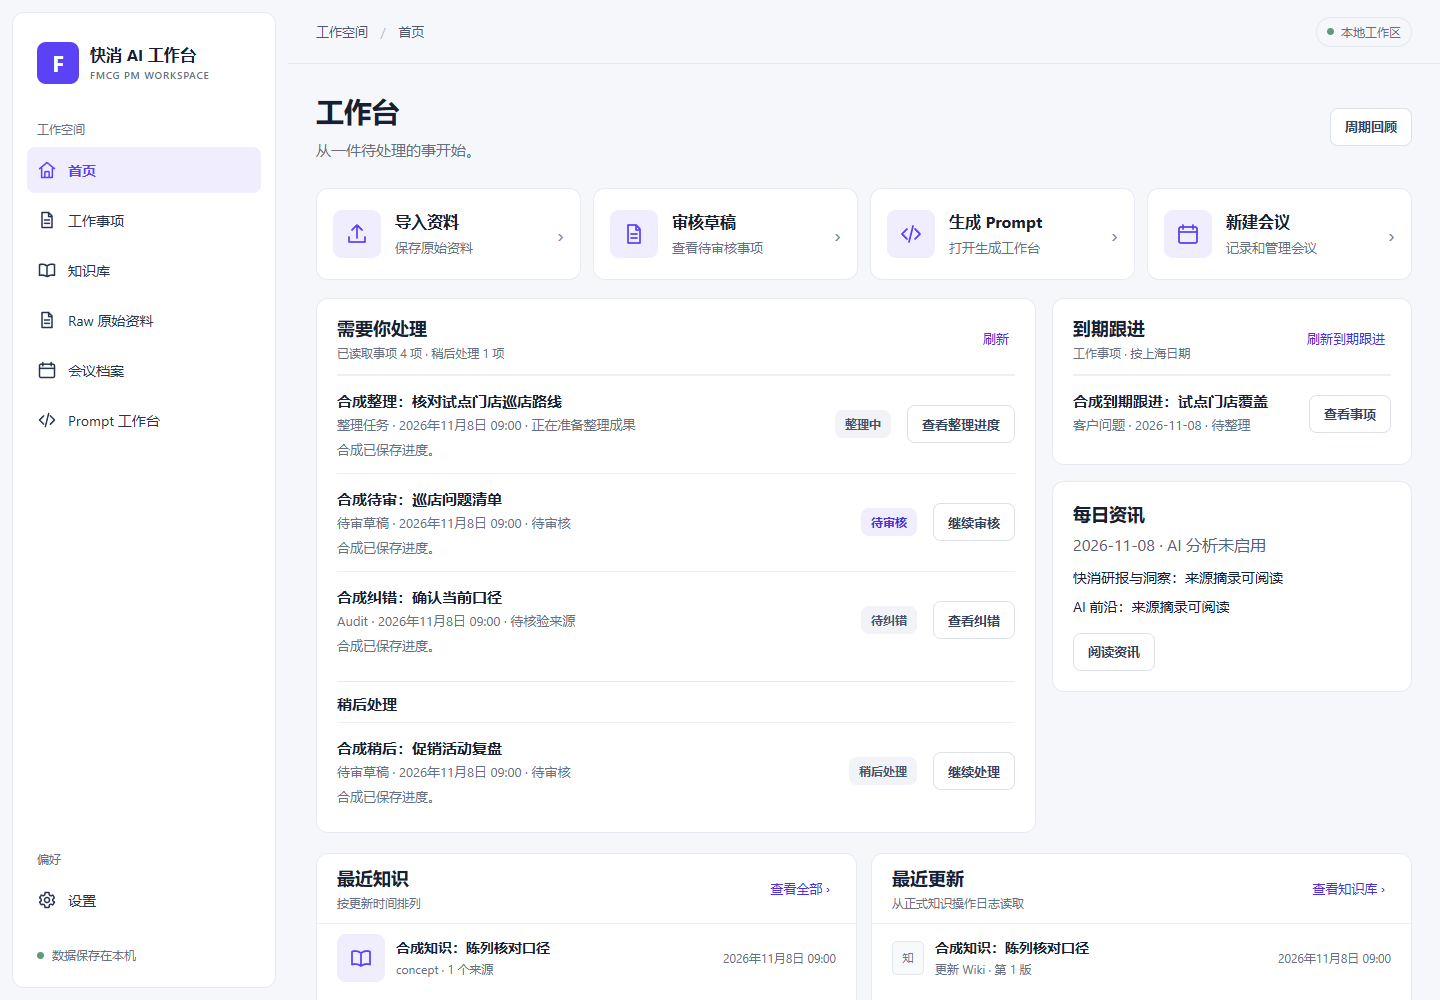 F
快消 AI 工作台
FMCG PM WORKSPACE
工作空间
首页
工作事项
知识库
Raw 原始资料
会议档案
Prompt 工作台
偏好
设置
数据保存在本机
工作空间 / 首页
本地工作区
工作台
从一件待处理的事开始。
周期回顾
导入资料
保存原始资料
审核草稿
查看待审核事项
生成 Prompt
打开生成工作台
新建会议
记录和管理会议
需要你处理
已读取事项 4 项 · 稍后处理 1 项
刷新
合成整理：核对试点门店巡店路线
整理任务 · 2026年11月8日 09:00 · 正在准备整理成果
合成已保存进度。
整理中
查看整理进度
合成待审：巡店问题清单
待审草稿 · 2026年11月8日 09:00 · 待审核
合成已保存进度。
待审核
继续审核
合成纠错：确认当前口径
Audit · 2026年11月8日 09:00 · 待核验来源
合成已保存进度。
待纠错
查看纠错
稍后处理
合成稍后：促销活动复盘
待审草稿 · 2026年11月8日 09:00 · 待审核
合成已保存进度。
稍后处理
继续处理
到期跟进
工作事项 · 按上海日期
刷新到期跟进
合成到期跟进：试点门店覆盖
客户问题 · 2026-11-08 · 待整理
查看事项
每日资讯
2026-11-08 · AI 分析未启用
快消研报与洞察：来源摘录可阅读
AI 前沿：来源摘录可阅读
阅读资讯
最近知识
按更新时间排列
查看全部 ›
合成知识：陈列核对口径
concept · 1 个来源
2026年11月8日 09:00
最近更新
从正式知识操作日志读取
查看知识库 ›
知
合成知识：陈列核对口径
更新 Wiki · 第 1 版
2026年11月8日 09:00